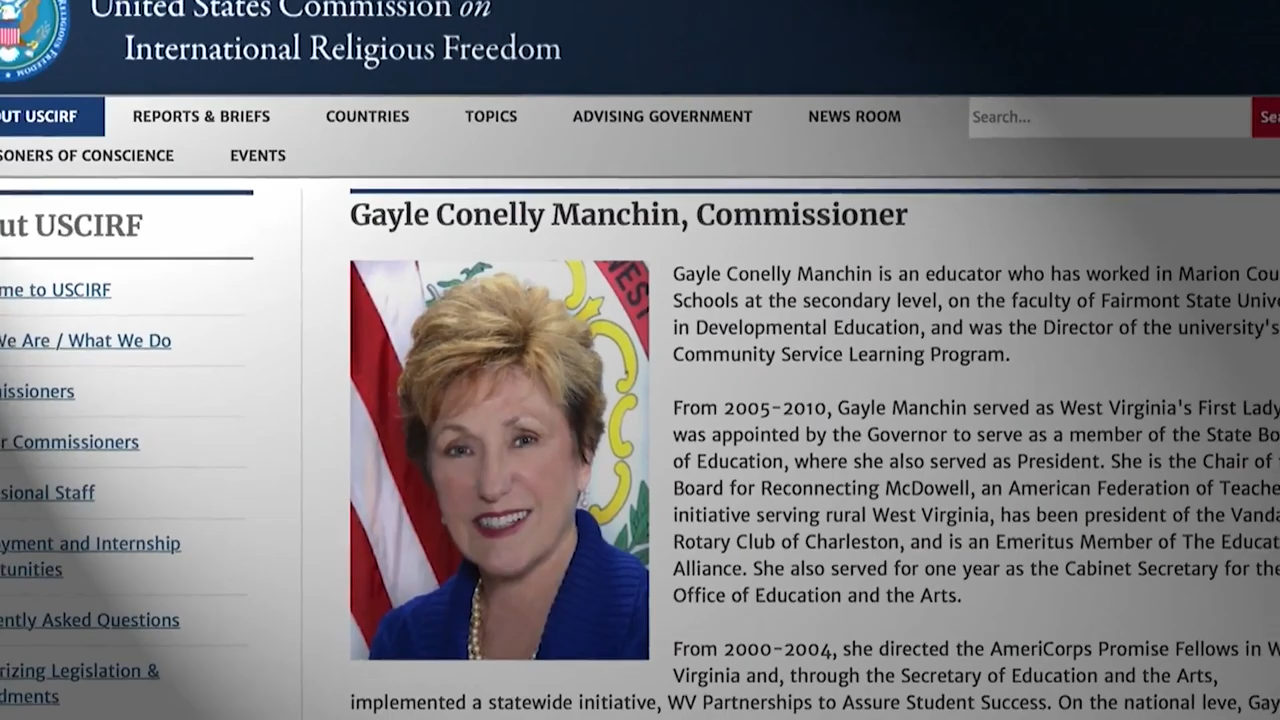 United States Commission on
International Religious Freedom
RELIGIOUS FREEDOM
OUT USCIRF
REPORTS & BRIEFS
COUNTRIES
TOPICS
ADVISING GOVERNMENT
NEWS ROOM
Search...
Sea
SONERS OF CONSCIENCE
EVENTS
ut USCIRF
me to USCIRF
We Are / What We Do
issioners
r Commissioners
sional Staff
yment and Internship
tunities
ently Asked Questions
rizing Legislation &
dments
Gayle Conelly Manchin, Commissioner
WEST
Gayle Conelly Manchin is an educator who has worked in Marion Cou
Schools at the secondary level, on the faculty of Fairmont State Unive
in Developmental Education, and was the Director of the university's
Community Service Learning Program.
From 2005-2010, Gayle Manchin served as West Virginia's First Lady
was appointed by the Governor to serve as a member of the State Bo
of Education, where she also served as President. She is the Chair of
Board for Reconnecting McDowell, an American Federation of Teache
initiative serving rural West Virginia, has been president of the Vanda
Rotary Club of Charleston, and is an Emeritus Member of The Educat
Alliance. She also served for one year as the Cabinet Secretary for the
Office of Education and the Arts.
From 2000-2004, she directed the AmeriCorps Promise Fellows in W
Virginia and, through the Secretary of Education and the Arts,
implemented a statewide initiative, WV Partnerships to Assure Student Success. On the national leve, Gay